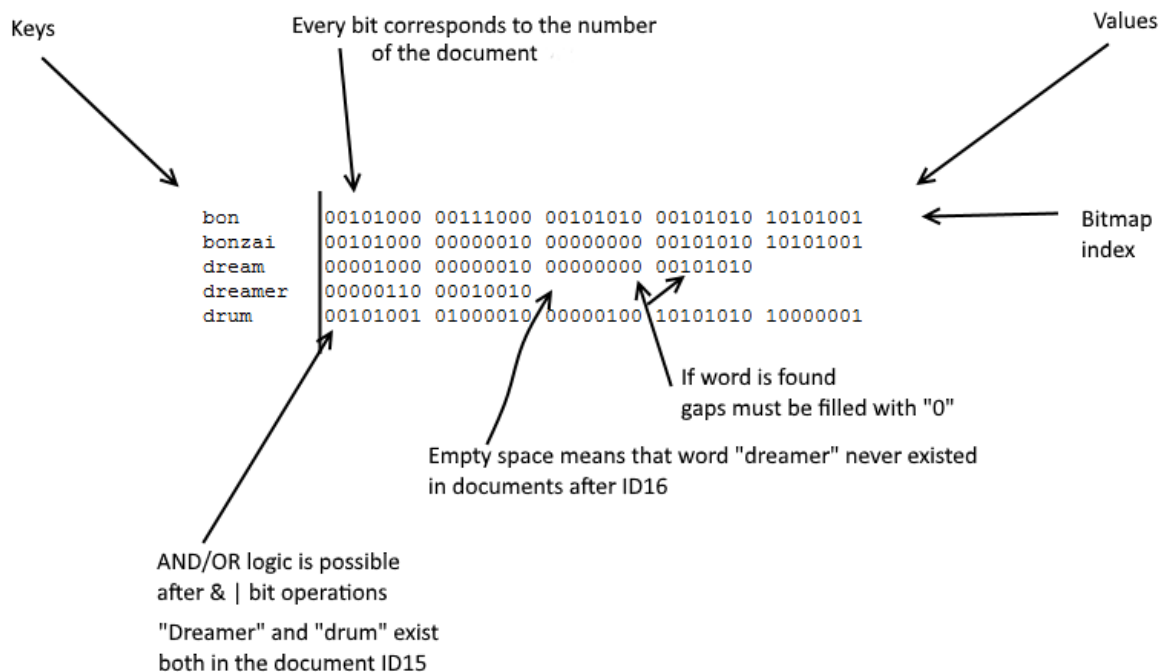 Keys
Every bit corresponds to the number
of the document
Values
bon 00101000 00111000 00101010 00101010 10101001
bonzai 00101000 00000010 00000000 00101010 10101001
dream 00001000 00000010 00000000 00101010
dreamer 00000110 00010010
drum 00101001 01000010 00000100 10101010 10000001
Bitmap
index
If word is found
gaps must be filled with "0"
Empty space means that word "dreamer" never existed
in documents after ID16
AND/OR logic is possible
after & | bit operations
"Dreamer" and "drum" exist
both in the document ID15